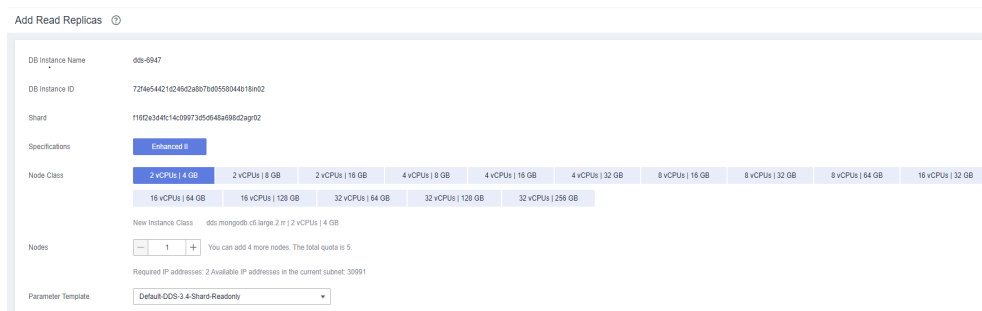 Add Read Replicas ?
DB Instance Name dds-6947
DB Instance ID 72f4e54421d246d2a8b7bd0558044b18in02
Shard f16f2e3d4fc14c09973d5d648a698d2agr02
Specifications Enhanced II
Node Class 2 vCPUs | 4 GB 2 vCPUs | 8 GB 2 vCPUs | 16 GB 4 vCPUs | 8 GB 4 vCPUs | 16 GB 4 vCPUs | 32 GB 8 vCPUs | 16 GB 8 vCPUs | 32 GB 8 vCPUs | 64 GB 16 vCPUs | 32 GB
16 vCPUs | 64 GB 16 vCPUs | 128 GB 32 vCPUs | 64 GB 32 vCPUs | 128 GB 32 vCPUs | 256 GB
New Instance Class dds.mongodb.c6.large.2.rr | 2 vCPUs | 4 GB
Nodes — 1 + You can add 4 more nodes. The total quota is 5.
Required IP addresses: 2 Available IP addresses in the current subnet: 30991
Parameter Template Default-DDS-3.4-Shard-Readonly